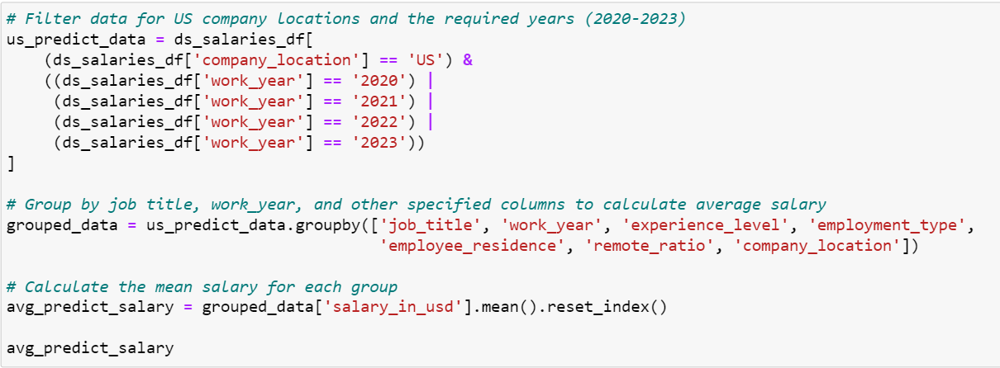 # Filter data for US company locations and the required years (2020-2023)
us_predict_data = ds_salaries_df[
    (ds_salaries_df['company_location'] == 'US') &
    ((ds_salaries_df['work_year'] == '2020') |
     (ds_salaries_df['work_year'] == '2021') |
     (ds_salaries_df['work_year'] == '2022') |
     (ds_salaries_df['work_year'] == '2023'))
]

# Group by job title, work_year, and other specified columns to calculate average salary
grouped_data = us_predict_data.groupby(['job_title', 'work_year', 'experience_level', 'employment_type',
                                        'employee_residence', 'remote_ratio', 'company_location'])

# Calculate the mean salary for each group
avg_predict_salary = grouped_data['salary_in_usd'].mean().reset_index()

avg_predict_salary